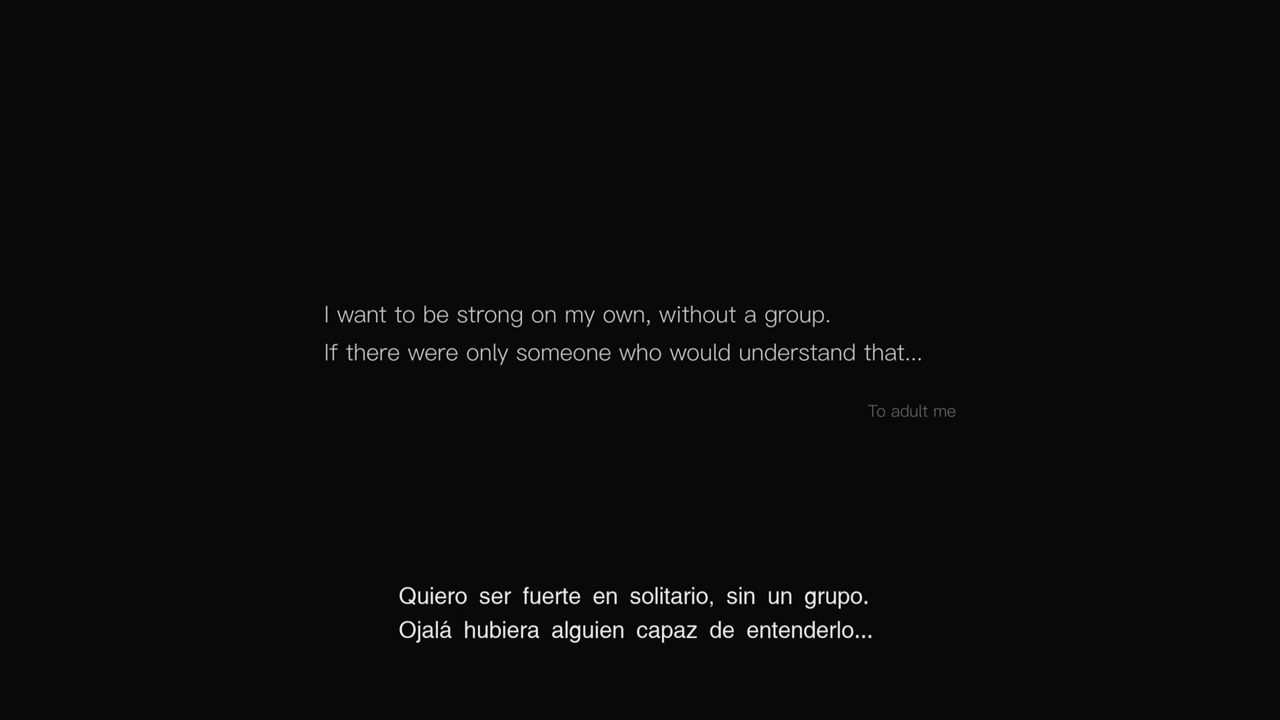 I want to be strong on my own, without a group.
If there were only someone who would understand that...
To adult me
Quiero ser fuerte en solitario, sin un grupo.
Ojalá hubiera alguien capaz de entenderlo...